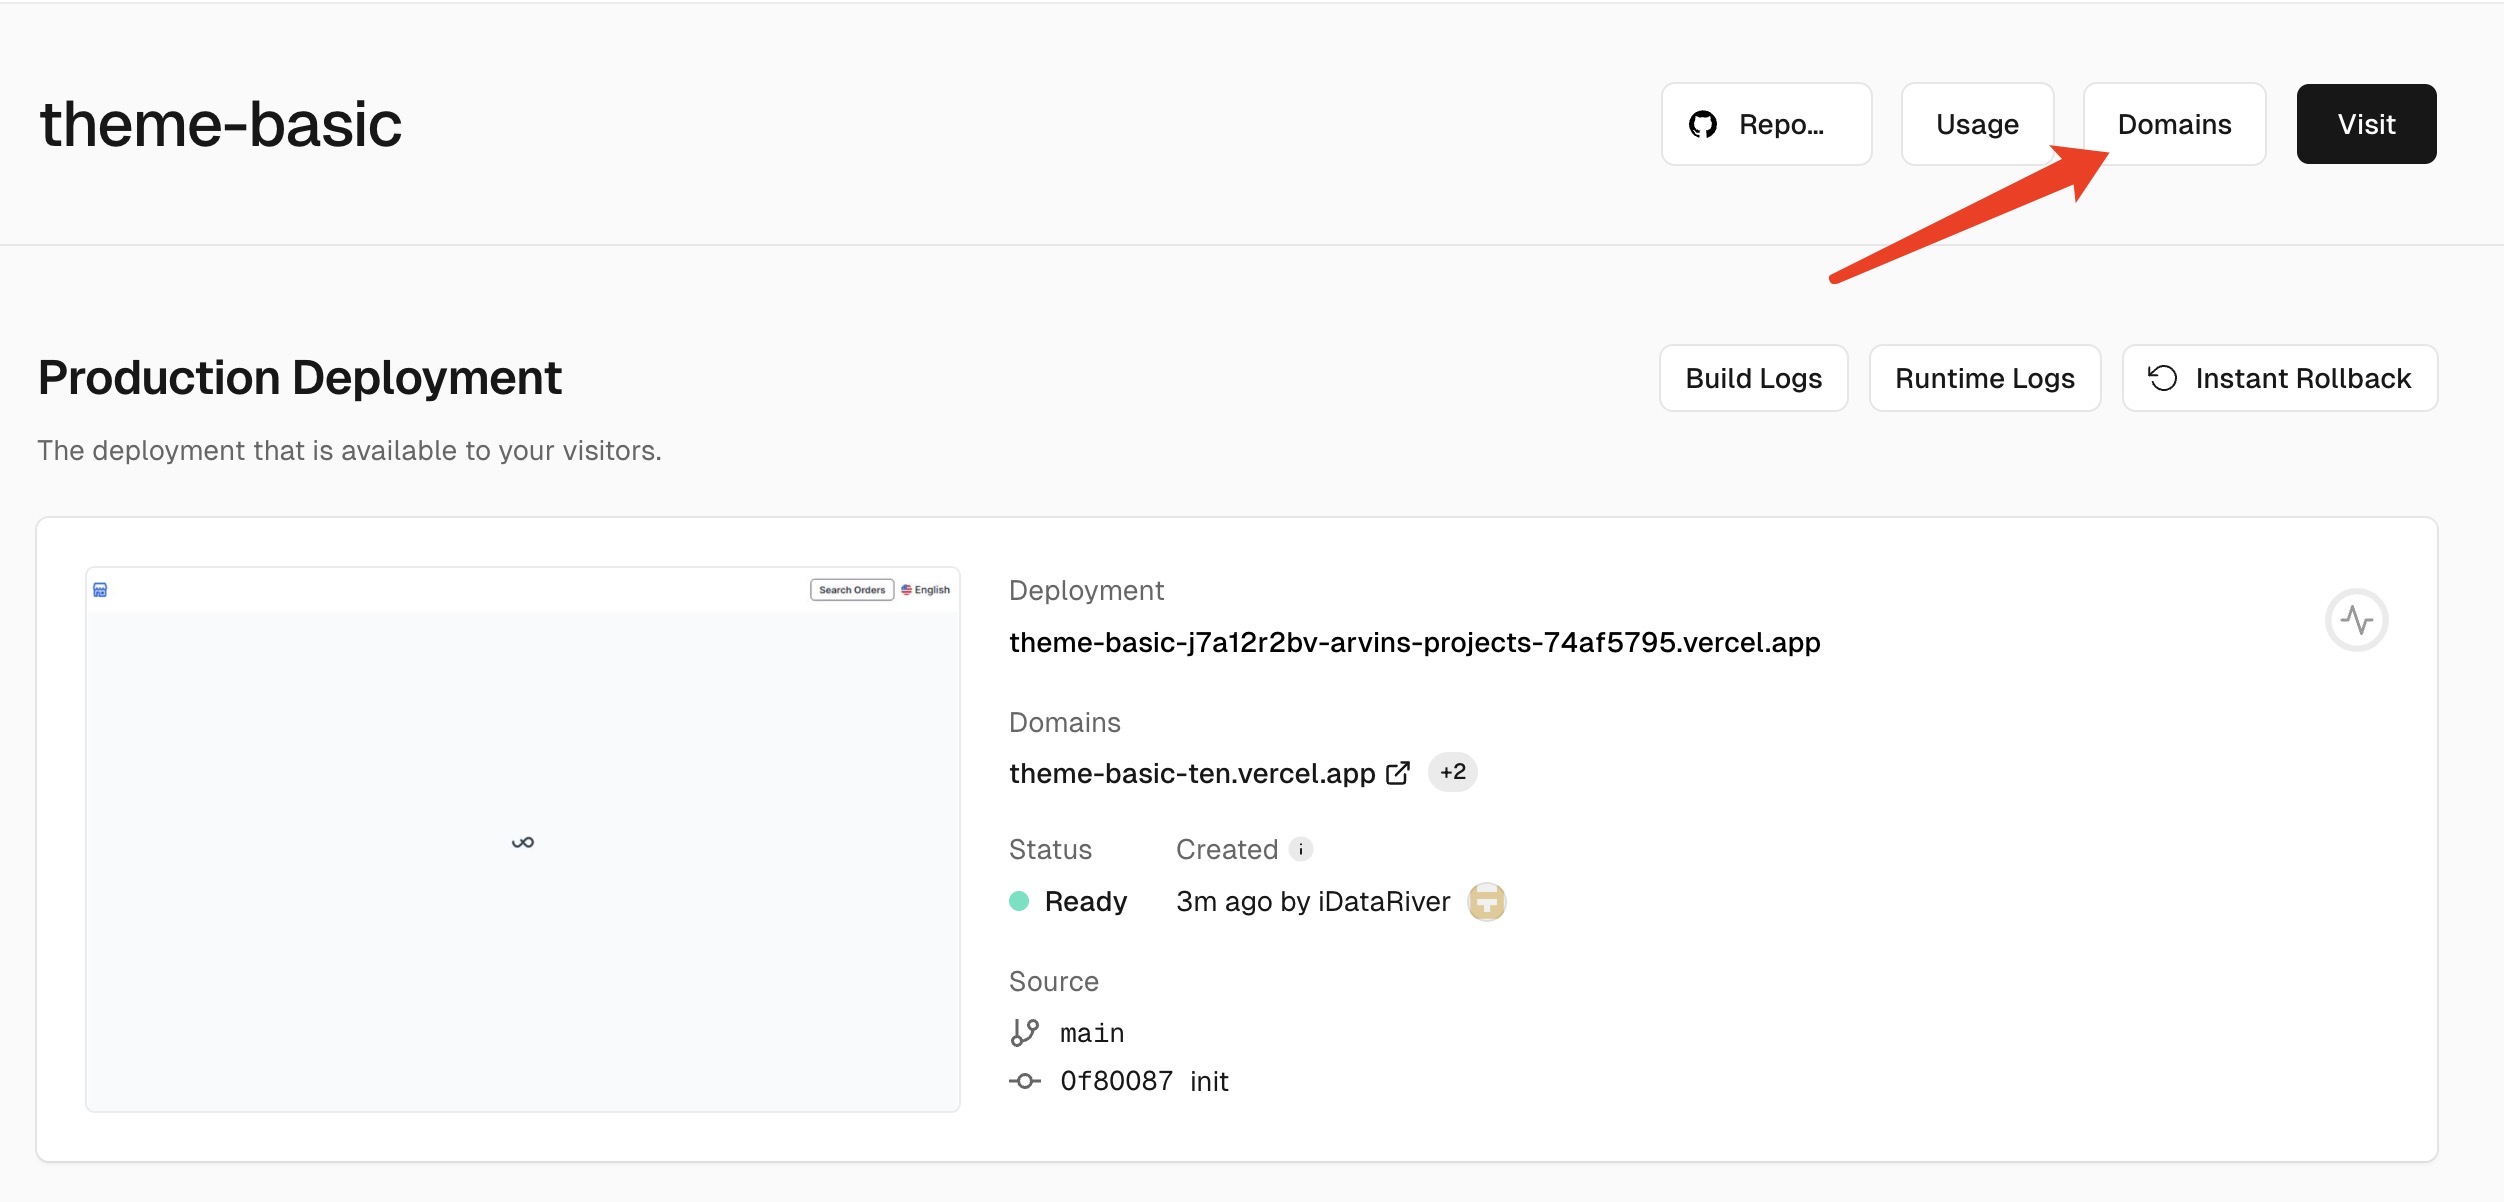 theme-basic
Repo...
Usage
Domains
Visit
Production Deployment
Build Logs
Runtime Logs
Instant Rollback
The deployment that is available to your visitors.
Search Orders
English
Deployment
theme-basic-j7a12r2bv-arvins-projects-74af5795.vercel.app
Domains
theme-basic-ten.vercel.app
+2
Status
Created
Ready
3m ago by iDataRiver
Source
main
0f80087 init